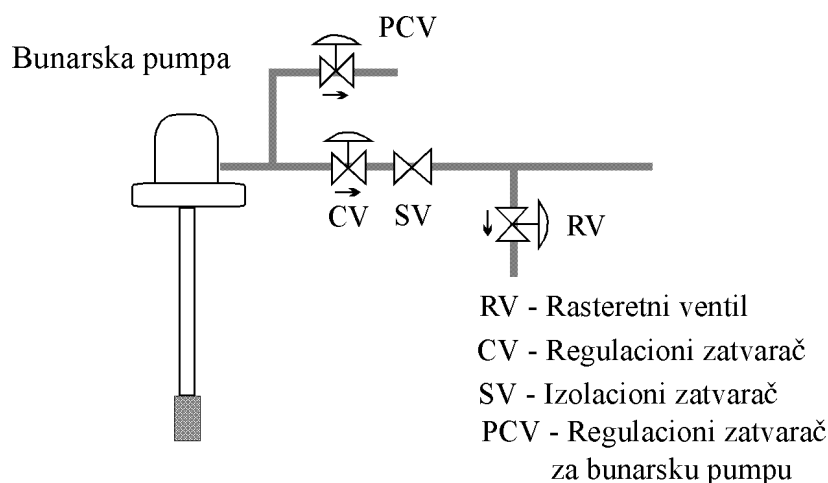 PCV
Bunarska pumpa
CV
SV
RV
RV - Rasteretni ventil
CV - Regulacioni zatvarač
SV - Izolacioni zatvarač
PCV - Regulacioni zatvarač
za bunarsku pumpu